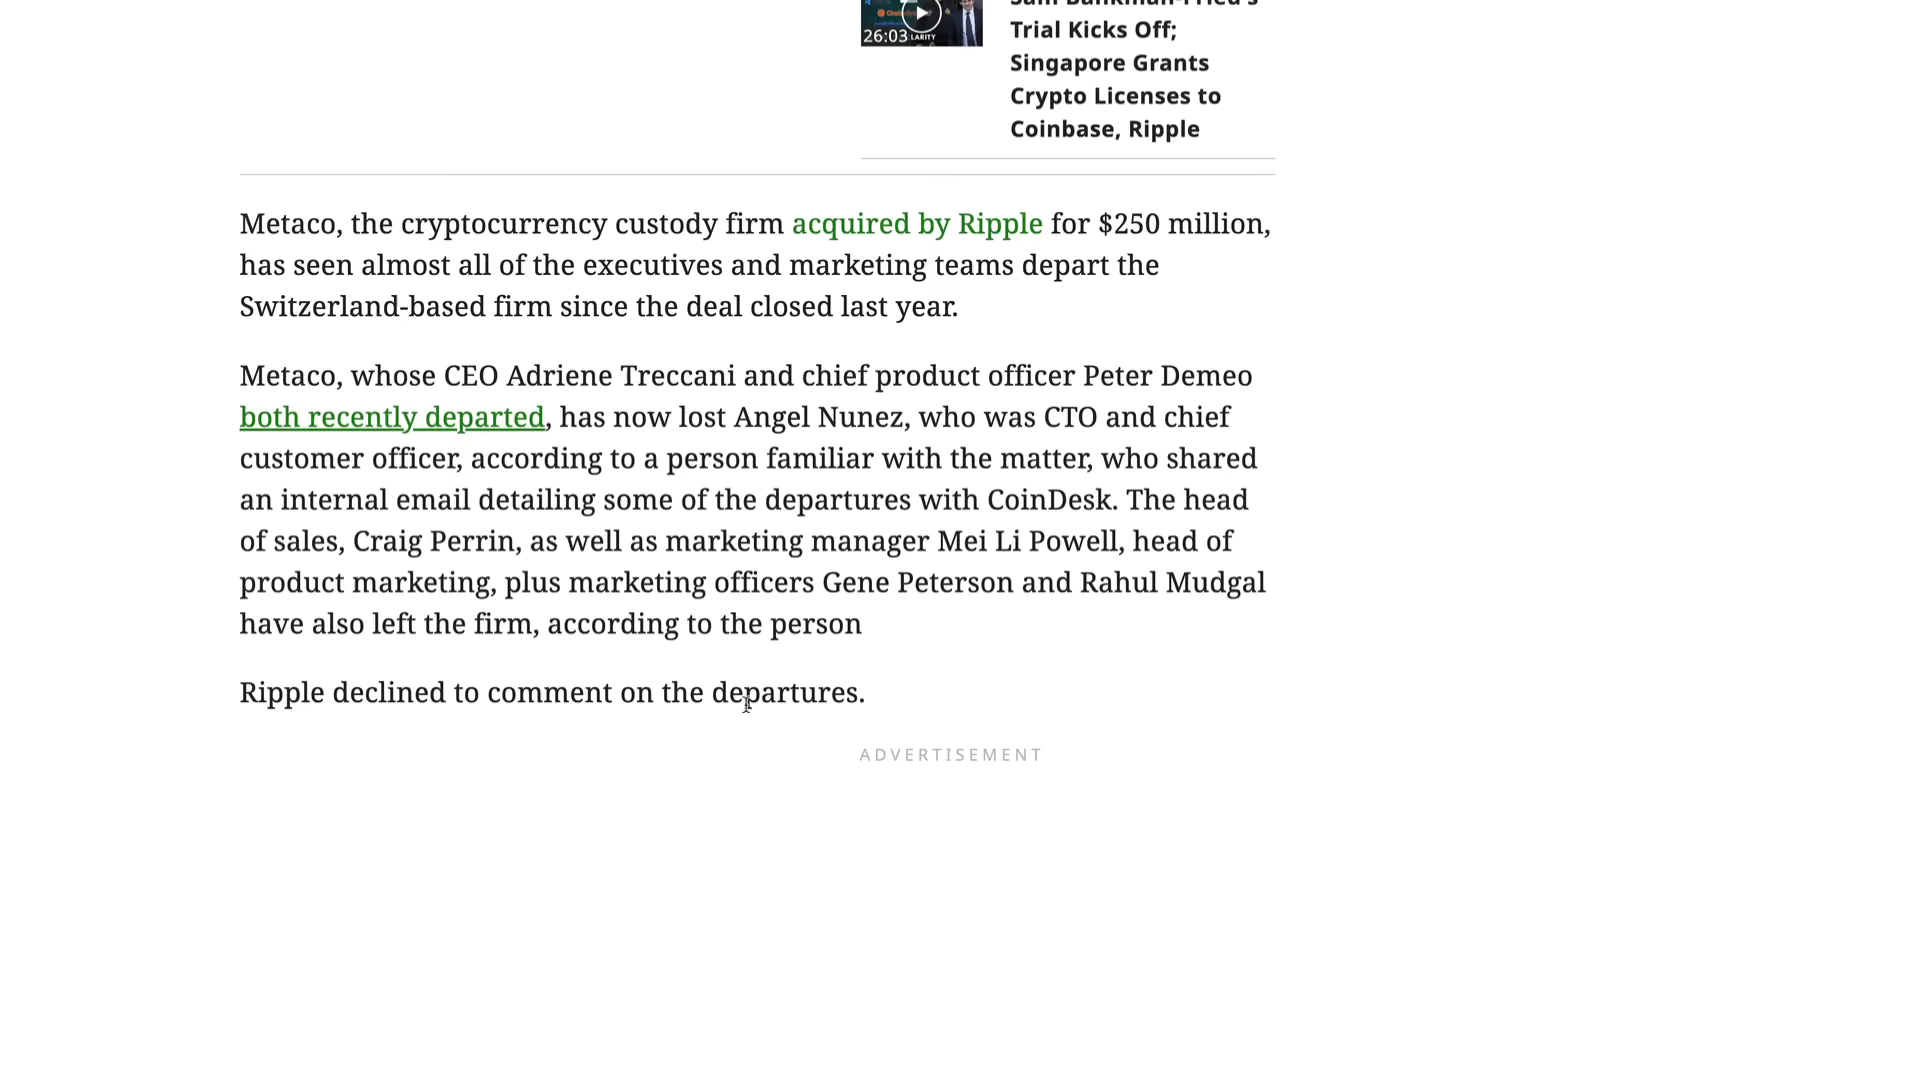 26:03
LARITY
Sam Bankman-Fried's
Trial Kicks Off;
Singapore Grants
Crypto Licenses to
Coinbase, Ripple
Metaco, the cryptocurrency custody firm acquired by Ripple for $250 million,
has seen almost all of the executives and marketing teams depart the
Switzerland-based firm since the deal closed last year.
Metaco, whose CEO Adriene Treccani and chief product officer Peter Demeo
both recently departed, has now lost Angel Nunez, who was CTO and chief
customer officer, according to a person familiar with the matter, who shared
an internal email detailing some of the departures with CoinDesk. The head
of sales, Craig Perrin, as well as marketing manager Mei Li Powell, head of
product marketing, plus marketing officers Gene Peterson and Rahul Mudgal
have also left the firm, according to the person
Ripple declined to comment on the departures.
ADVERTISEMENT